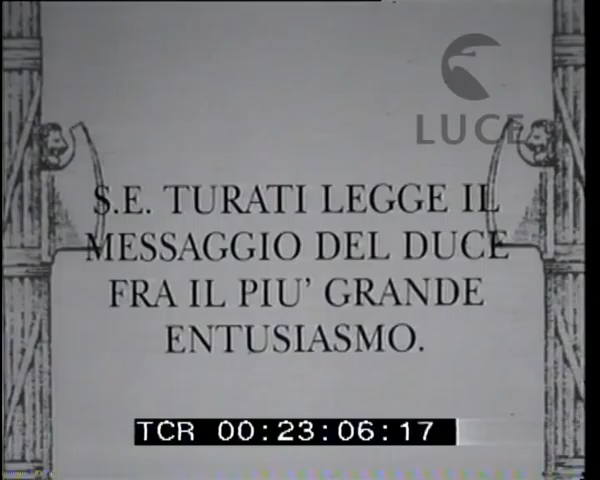 LUCE
S.E. TURATI LEGGE IL
MESSAGGIO DEL DUCE
FRA IL PIU' GRANDE
ENTUSIASMO.
TCR 00:23:06:17